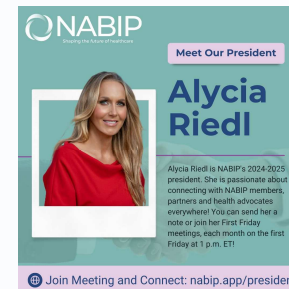 NABIP
Shaping the future of healthcare
Meet Our President
Alycia
Riedl
Alycia Riedl is NABIP's 2024-2025
president. She is passionate about
connecting with NABIP members,
partners and health advocates
everywhere! You can send her a
note or join her First Friday
meetings, each month on the first
Friday at 1 p.m. ET!
Join Meeting and Connect: nabip.app/presiden